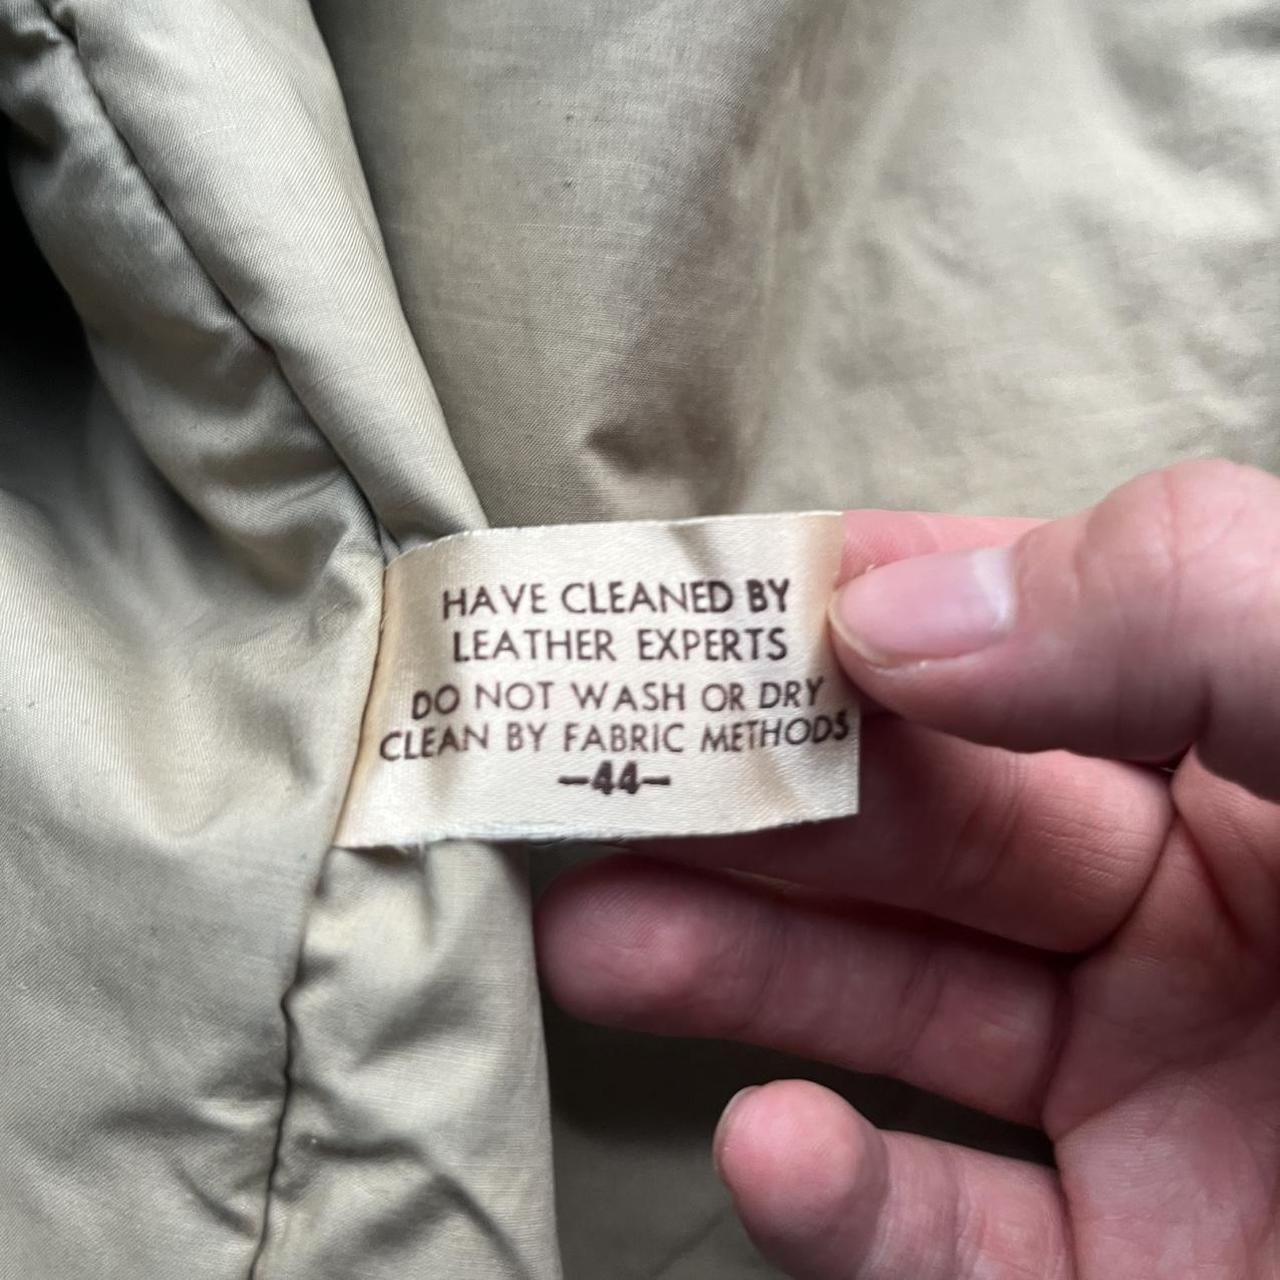 HAVE CLEANED BY
LEATHER EXPERTS
DO NOT WASH OR DRY
CLEAN BY FABRIC METHODS
—44—